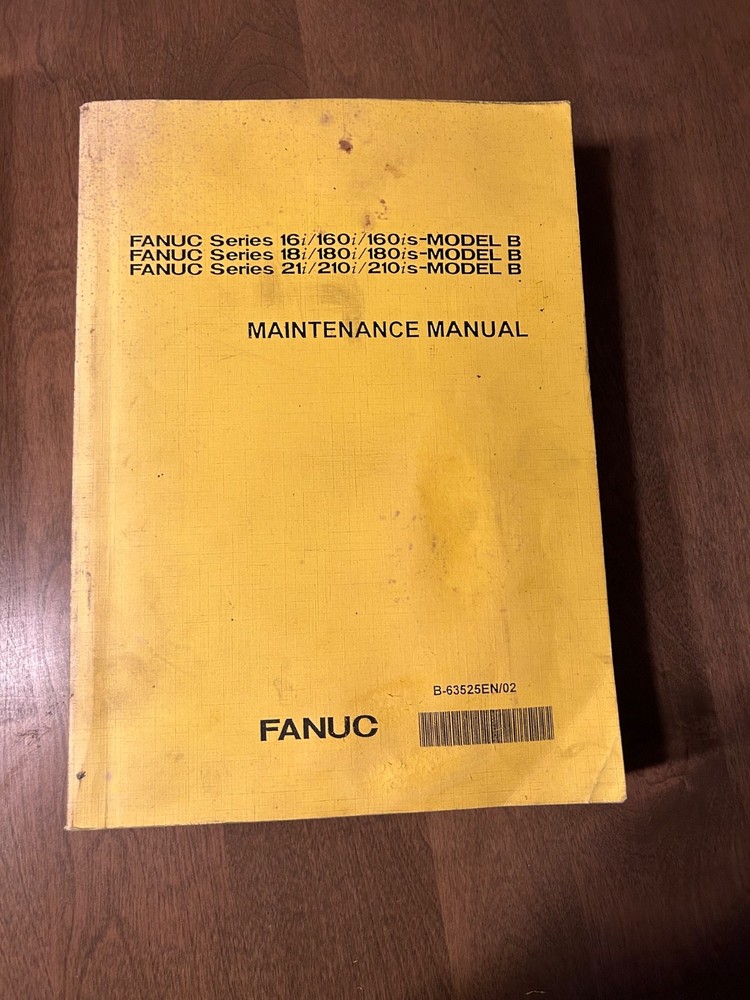 FANUC Series 16i/160i/160is-MODEL B
FANUC Series 18i/180i/180is-MODEL B
FANUC Series 21i/210i/210is-MODEL B
MAINTENANCE MANUAL
B-63525EN/02
FANUC